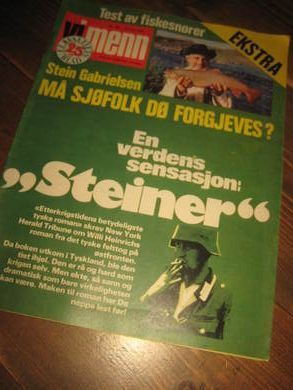 Test av fiskesnører
EKSTRA
vi menn
25
Stein Gabrielsen
MÅ SJØFOLK DØ FORGJEVES?
En
verdens
sensasjon;
„Steiner“
«Etterkrigstidens betydeligste
tyske roman» skrev New York
Herald Tribune om Willi Heinrichs
roman fra det tyske felttog på
østfronten.
Da boken utkom i Tyskland, ble den
tiet ihjel. Den er rå og hard som
krigen selv. Men ekte, så sann og
dramatisk som bare virkeligheten
kan være. Maken til roman har De
neppe lest før!